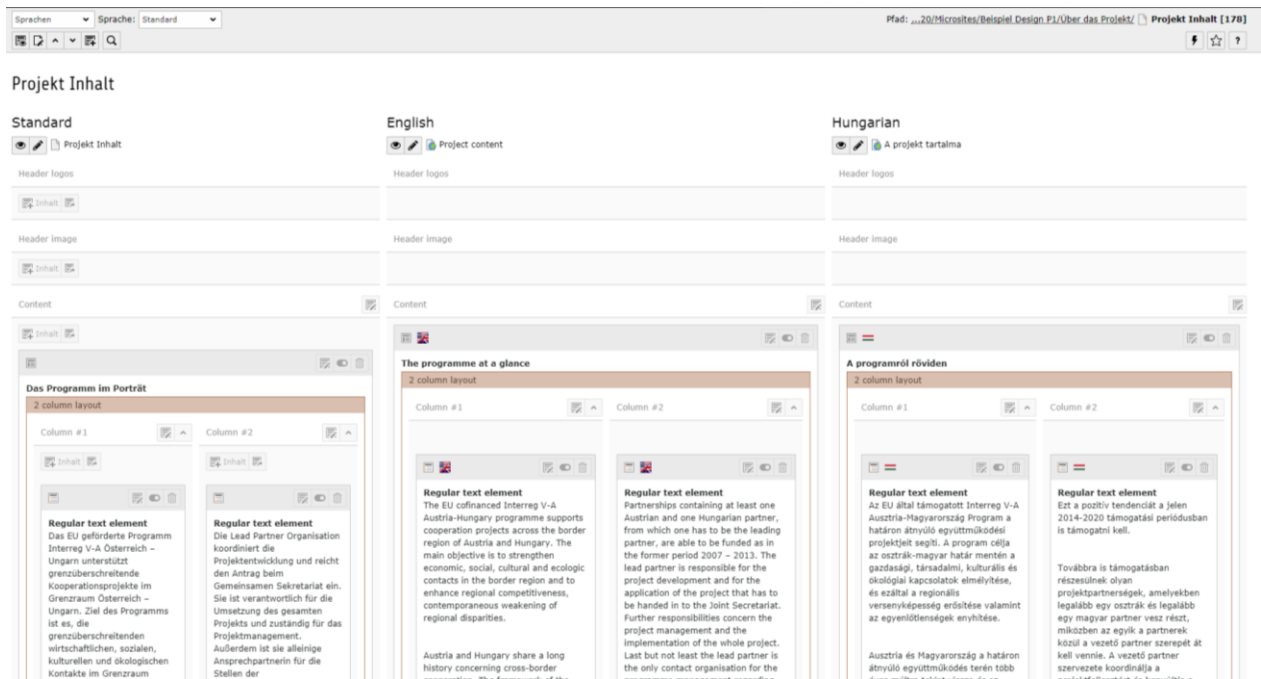 Sprachen Sprache: Standard
Pfad: ...20/Microsites/Beispiel Design P1/Über das Projekt/ Projekt Inhalt [178]
?
Projekt Inhalt
Standard
Projekt Inhalt
Header logos
Inhalt
Header image
Inhalt
Content
Inhalt
Das Programm im Porträt
2 column layout
Column #1
Inhalt
Regular text element
Das EU geförderte Programm
Interreg V-A Österreich –
Ungarn unterstützt
grenzüberschreitende
Kooperationsprojekte im
Grenzraum Österreich –
Ungarn. Ziel des Programms
ist es, die
grenzüberschreitenden
wirtschaftlichen, sozialen,
kulturellen und ökologischen
Kontakte im Grenzraum
Column #2
Inhalt
Regular text element
Die Lead Partner Organisation
koordiniert die
Projektentwicklung und reicht
den Antrag beim
Gemeinsamen Sekretariat ein.
Sie ist verantwortlich für die
Umsetzung des gesamten
Projekts und zuständig für das
Projektmanagement.
Außerdem ist sie alleinige
Ansprechpartnerin für die
Stellen der
English
Project content
Header logos
Header image
Content
The programme at a glance
2 column layout
Column #1
Regular text element
The EU cofinanced Interreg V-A
Austria-Hungary programme supports
cooperation projects across the border
region of Austria and Hungary. The
main objective is to strengthen
economic, social, cultural and ecologic
contacts in the border region and to
enhance regional competitiveness,
contemporaneous weakening of
regional disparities.
Austria and Hungary share a long
history concerning cross-border
Column #2
Regular text element
Partnerships containing at least one
Austrian and one Hungarian partner,
from which one has to be the leading
partner, are able to be funded as in
the former period 2007 – 2013. The
lead partner is responsible for the
project development and for the
application of the project that has to
be handed in to the Joint Secretariat.
Further responsibilities concern the
project management and the
implementation of the whole project.
Last but not least the lead partner is
the only contact organisation for the
Hungarian
A projekt tartalma
Header logos
Header image
Content
A programról röviden
2 column layout
Column #1
Regular text element
Az EU által támogatott Interreg V-A
Ausztria-Magyarország Program a
határon átnyúló együttműködési
projektjeit segíti. A program célja
az osztrák-magyar határ mentén a
gazdasági, társadalmi, kulturális és
ökológiai kapcsolatok elmélyítése,
és ezáltal a regionális
versenyképesség erősítése valamint
az egyenlőtlenségek enyhítése.
Ausztria és Magyarország a határon
átnyúló együttműködés terén több
Column #2
Regular text element
Ezt a pozitív tendenciát a jelen
2014-2020 támogatási periódusban
is támogatni kell.
Továbbra is támogatásban
részesülnek olyan
projektpartnerségek, amelyekben
legalább egy osztrák és legalább
egy magyar partner vesz részt,
miközben az egyik a partnerek
közül a vezető partner szerepét át
kell vennie. A vezető partner
szervezete koordinálja a